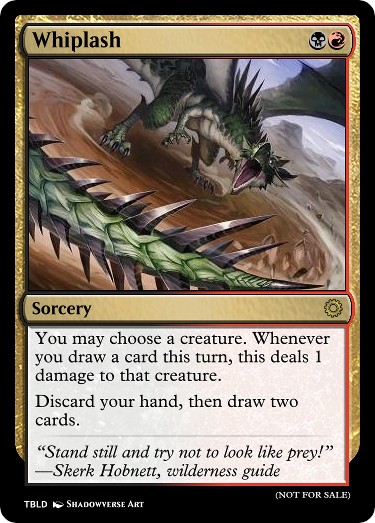 Whiplash
Sorcery
You may choose a creature. Whenever
you draw a card this turn, this deals 1
damage to that creature.
Discard your hand, then draw two
cards.
“Stand still and try not to look like prey!”
—Skerk Hobnett, wilderness guide
TBLD Shadowverse Art
(NOT FOR SALE)